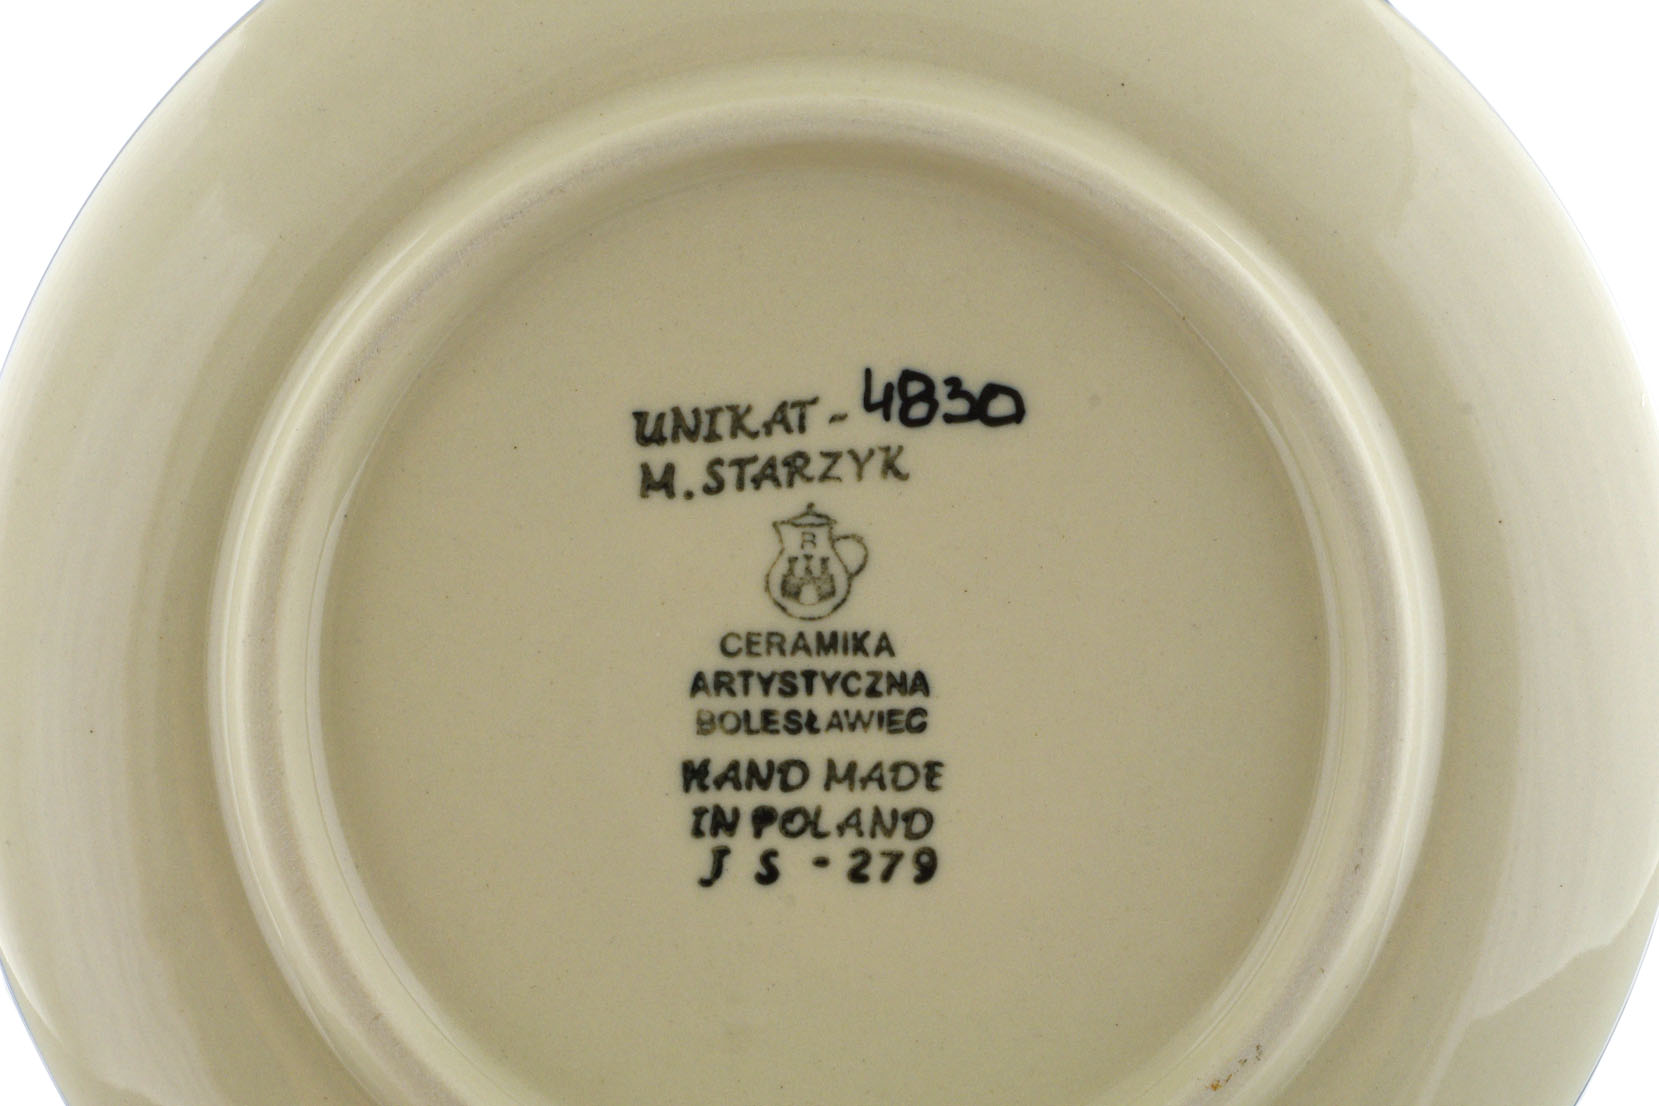 UNIKAT - 4830
M. STARZYK
B
CERAMIKA
ARTYSTYCZNA
BOLESŁAWIEC
HAND MADE
IN POLAND
J S - 279